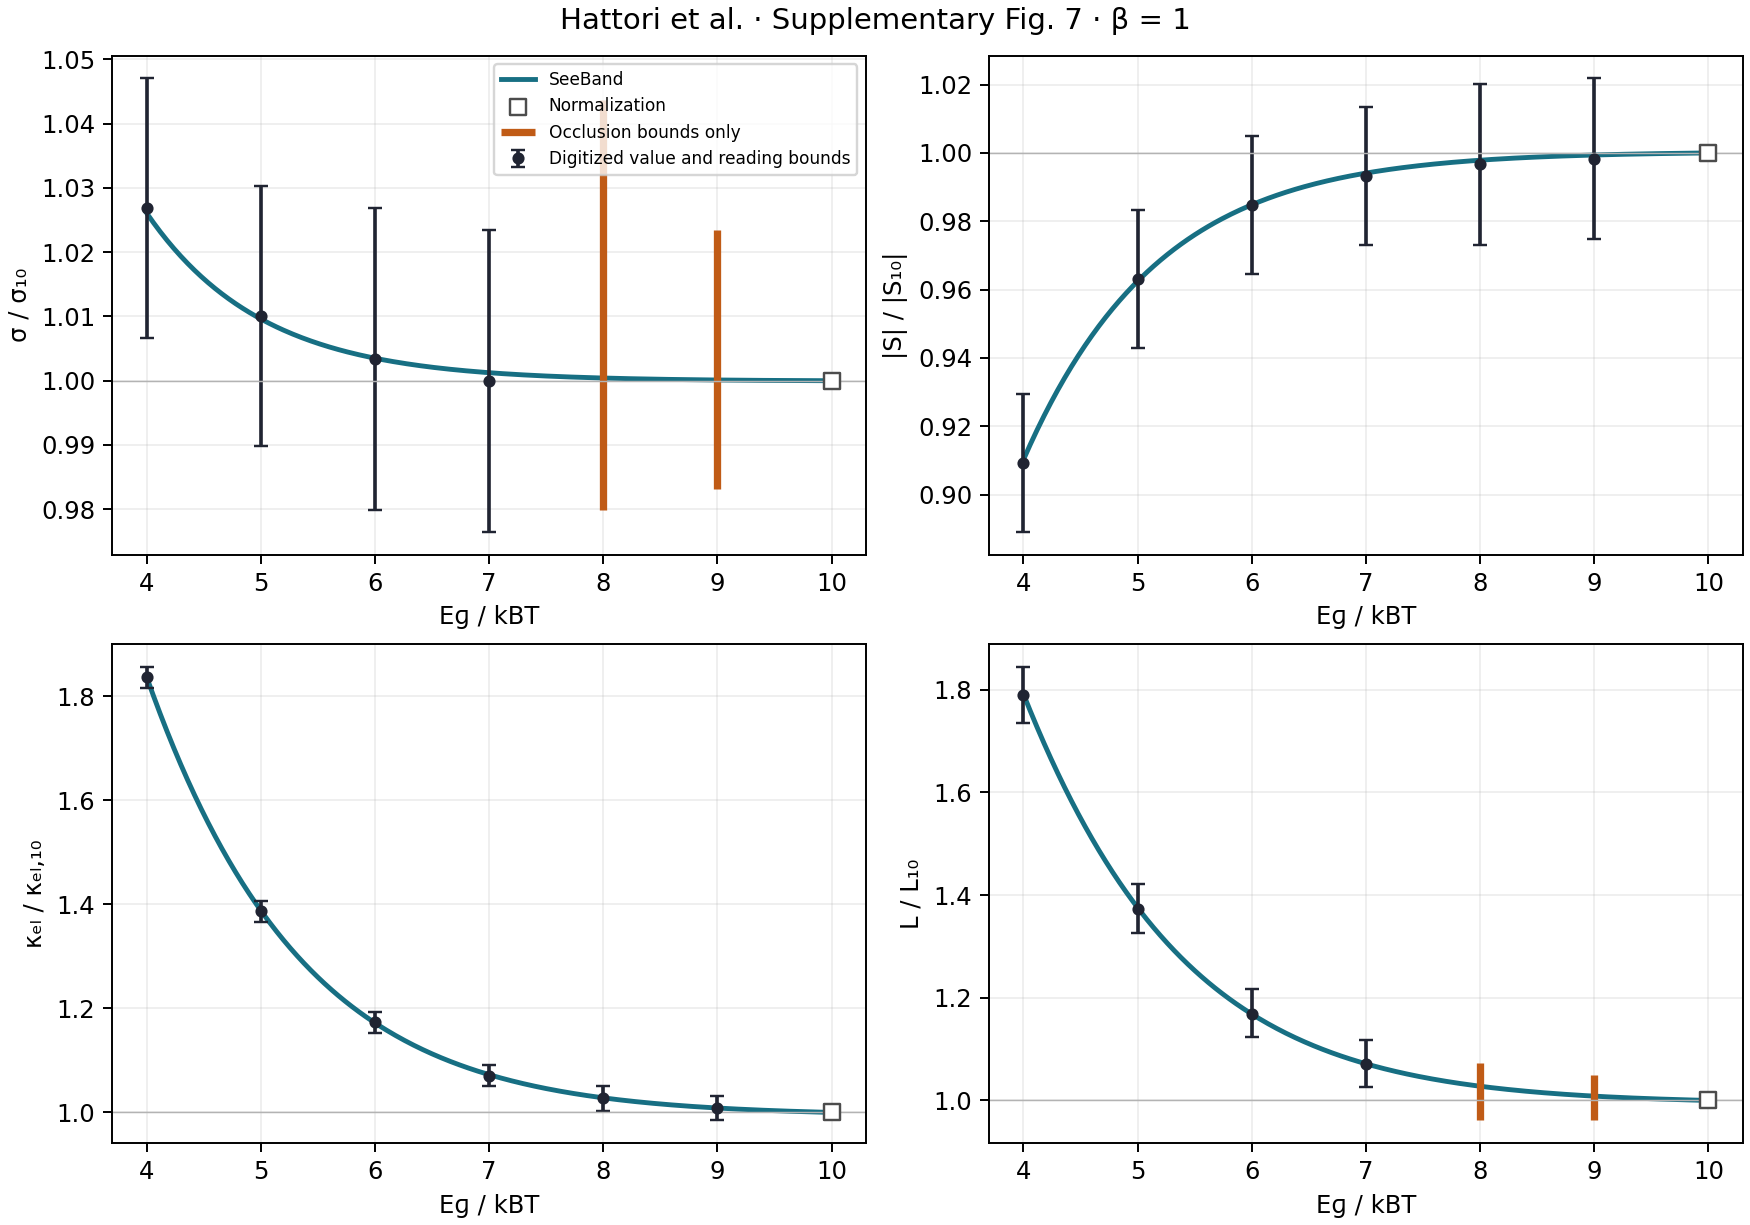 Hattori et al. · Supplementary Fig. 7 · β = 1
1.05
1.04
1.03
1.02
1.01
1.00
0.99
0.98
σ / σ₁₀
SeeBand
Normalization
Occlusion bounds only
Digitized value and reading bounds
4 5 6 7 8 9 10
Eg / kBT
1.02
1.00
0.98
0.96
0.94
0.92
0.90
|S| / |S₁₀|
4 5 6 7 8 9 10
Eg / kBT
1.8
1.6
1.4
1.2
1.0
κₑₗ / κₑₗ,₁₀
4 5 6 7 8 9 10
Eg / kBT
1.8
1.6
1.4
1.2
1.0
L / L₁₀
4 5 6 7 8 9 10
Eg / kBT